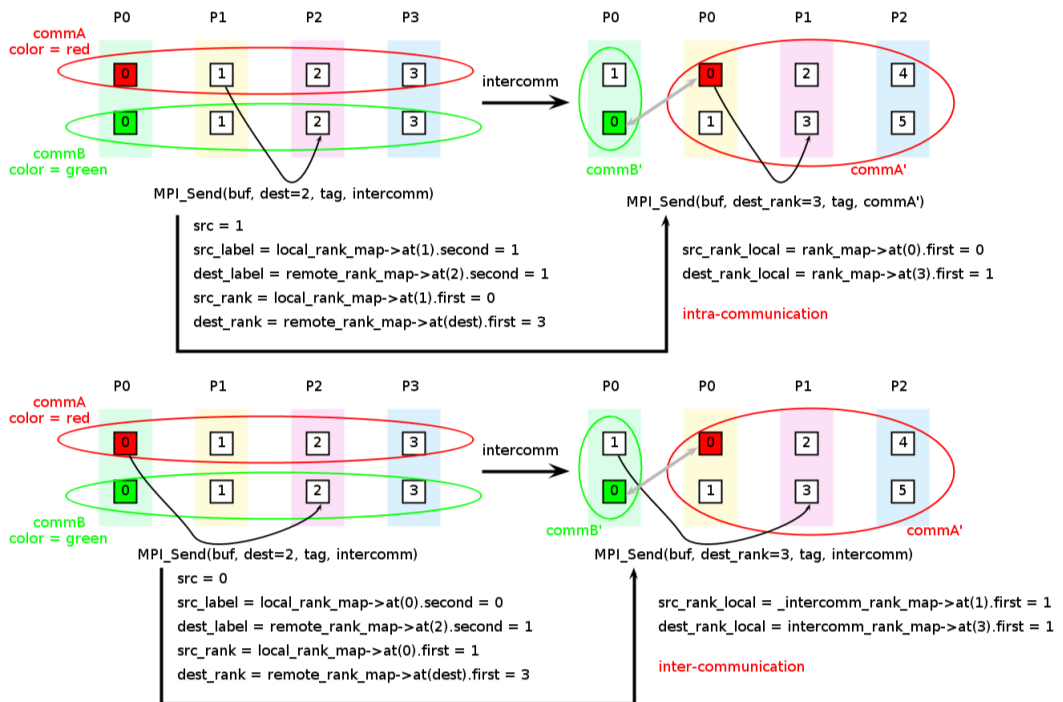 P0 P1 P2 P3
commA
color = red
0 1 2 3
0 1 2 3
commB
color = green
intercomm
P0 P0 P1 P2
1 0 2 4
0 1 3 5
commB'
commA'
MPI_Send(buf, dest=2, tag, intercomm)
MPI_Send(buf, dest_rank=3, tag, commA')
src = 1
src_label = local_rank_map->at(1).second = 1
dest_label = remote_rank_map->at(2).second = 1
src_rank = local_rank_map->at(1).first = 0
dest_rank = remote_rank_map->at(dest).first = 3
src_rank_local = rank_map->at(0).first = 0
dest_rank_local = rank_map->at(3).first = 1
intra-communication
P0 P1 P2 P3
commA
color = red
0 1 2 3
0 1 2 3
commB
color = green
intercomm
P0 P0 P1 P2
1 0 2 4
0 1 3 5
commB'
commA'
MPI_Send(buf, dest=2, tag, intercomm)
MPI_Send(buf, dest_rank=3, tag, intercomm)
src = 0
src_label = local_rank_map->at(0).second = 0
dest_label = remote_rank_map->at(2).second = 1
src_rank = local_rank_map->at(0).first = 1
dest_rank = remote_rank_map->at(dest).first = 3
src_rank_local = _intercomm_rank_map->at(1).first = 1
dest_rank_local = intercomm_rank_map->at(3).first = 1
inter-communication